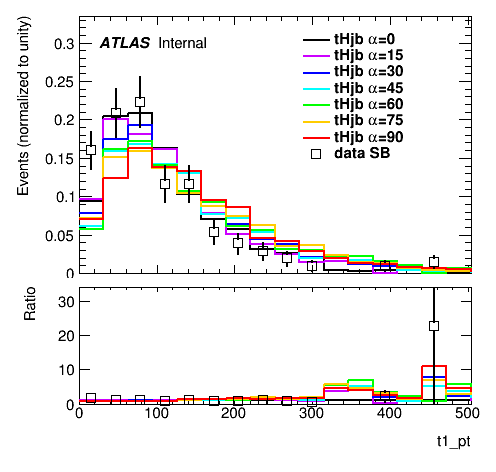 Events (normalized to unity)
0.3
0.25
0.2
0.15
0.1
0.05
0
ATLAS Internal
tHjb α=0
tHjb α=15
tHjb α=30
tHjb α=45
tHjb α=60
tHjb α=75
tHjb α=90
data SB
Ratio
30
20
10
0
0 100 200 300 400 500
t1_pt